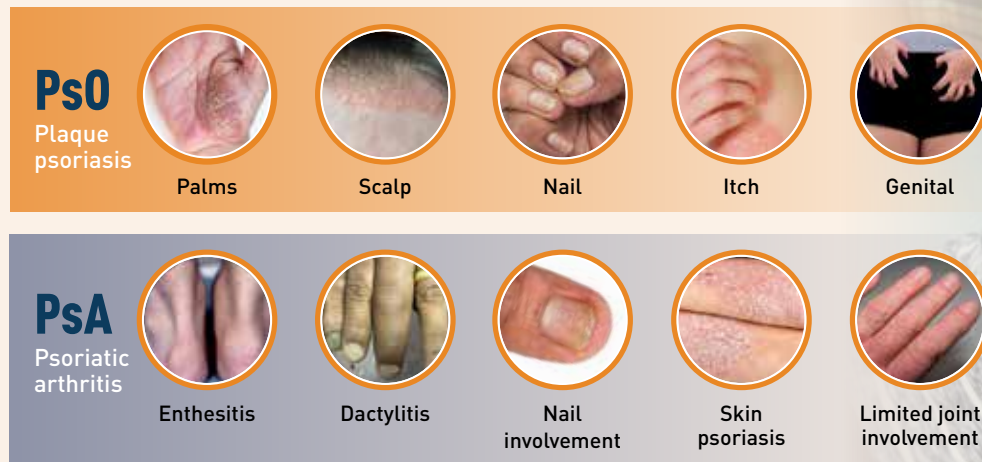 PsO
Plaque
psoriasis
Palms
Scalp
Nail
Itch
Genital
PsA
Psoriatic
arthritis
Enthesitis
Dactylitis
Nail
involvement
Skin
psoriasis
Limited joint
involvement